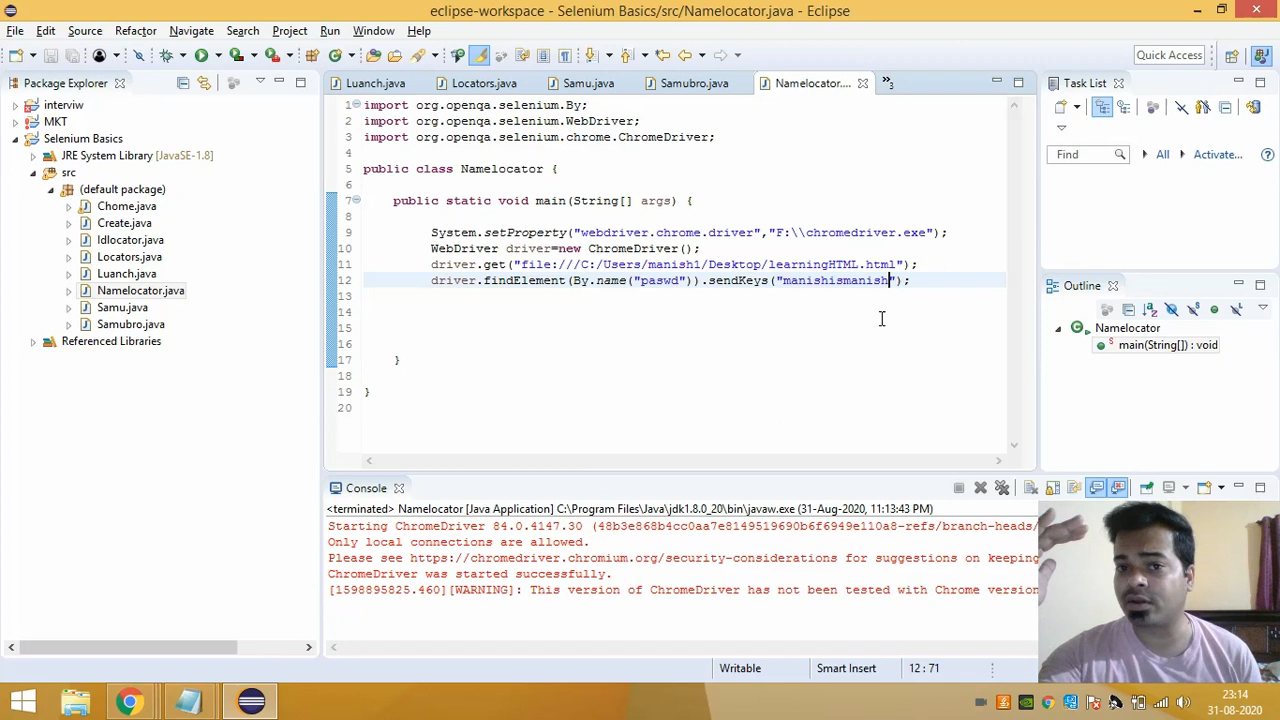 eclipse-workspace - Selenium Basics/src/Namelocator.java - Eclipse
File Edit Source Refactor Navigate Search Project Run Window Help
Quick Access
Package Explorer
Luanch.java Locators.java Samu.java Samubro.java Namelocator.... 3
Task List
interviw
MKT
Selenium Basics
JRE System Library [JavaSE-1.8]
src
(default package)
Chome.java
Create.java
Idlocator.java
Locators.java
Luanch.java
Namelocator.java
Samu.java
Samubro.java
Referenced Libraries
1 import org.openqa.selenium.By;
2 import org.openqa.selenium.WebDriver;
3 import org.openqa.selenium.chrome.ChromeDriver;
4
5 public class Namelocator {
6
7 public static void main(String[] args) {
8
9 System.setProperty("webdriver.chrome.driver","F:\\chromedriver.exe");
10 WebDriver driver=new ChromeDriver();
11 driver.get("file:///C:/Users/manish1/Desktop/learningHTML.html");
12 driver.findElement(By.name("paswd")).sendKeys("manishismanish");
13
14
15
16
17 }
18
19 }
20
Find All Activate...
Outline
Namelocator
main(String[]) : void
Console
<terminated> Namelocator [Java Application] C:\Program Files\Java\jdk1.8.0_20\bin\javaw.exe (31-Aug-2020, 11:13:43 PM)
Starting ChromeDriver 84.0.4147.30 (48b3e868b4cc0aa7e8149519690b6f6949e110a8-refs/branch-heads/
Only local connections are allowed.
Please see https://chromedriver.chromium.org/security-considerations for suggestions on keeping
ChromeDriver was started successfully.
[1598895825.460][WARNING]: This version of ChromeDriver has not been tested with Chrome version
Writable Smart Insert 12 : 71
23:14
31-08-2020